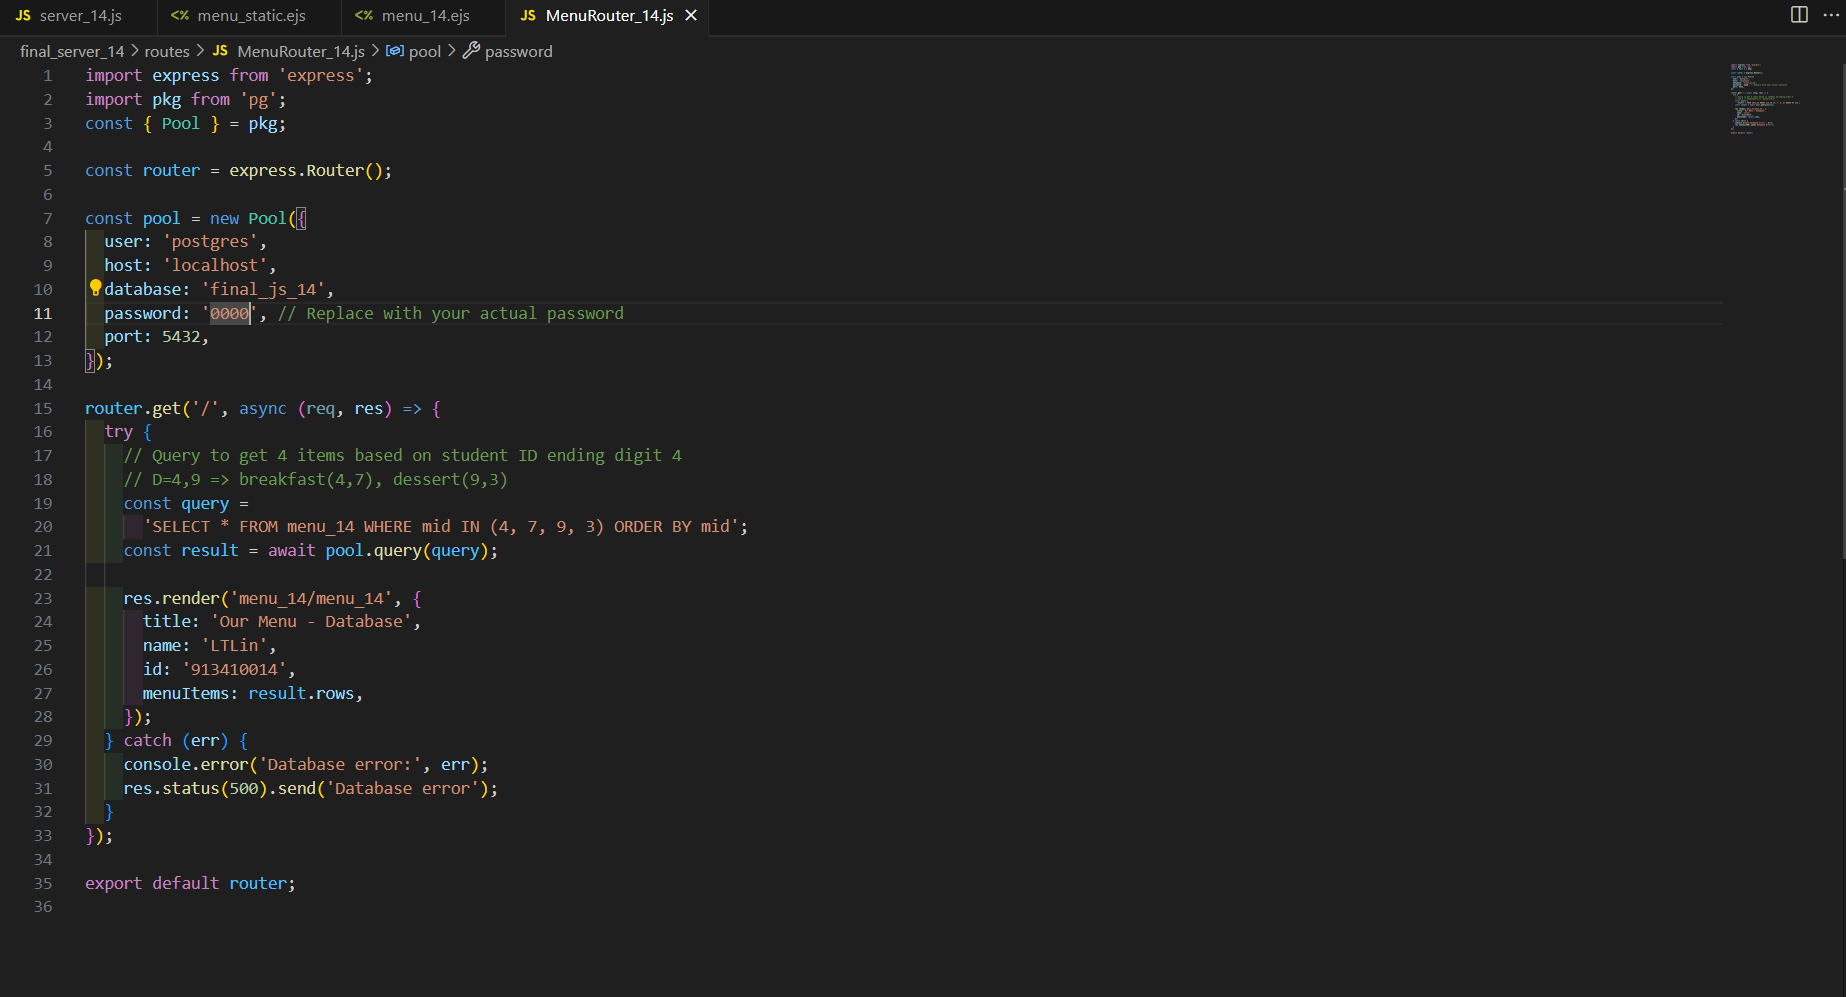 JS server_14.js <% menu_static.ejs <% menu_14.ejs JS MenuRouter_14.js
final_server_14 > routes > JS MenuRouter_14.js > pool > password
1 import express from 'express';
2 import pkg from 'pg';
3 const { Pool } = pkg;
4
5 const router = express.Router();
6
7 const pool = new Pool({
8 user: 'postgres',
9 host: 'localhost',
10 database: 'final_js_14',
11 password: '0000', // Replace with your actual password
12 port: 5432,
13 });
14
15 router.get('/', async (req, res) => {
16 try {
17 // Query to get 4 items based on student ID ending digit 4
18 // D=4,9 => breakfast(4,7), dessert(9,3)
19 const query =
20 'SELECT * FROM menu_14 WHERE mid IN (4, 7, 9, 3) ORDER BY mid';
21 const result = await pool.query(query);
22
23 res.render('menu_14/menu_14', {
24 title: 'Our Menu - Database',
25 name: 'LTLin',
26 id: '913410014',
27 menuItems: result.rows,
28 });
29 } catch (err) {
30 console.error('Database error:', err);
31 res.status(500).send('Database error');
32 }
33 });
34
35 export default router;
36